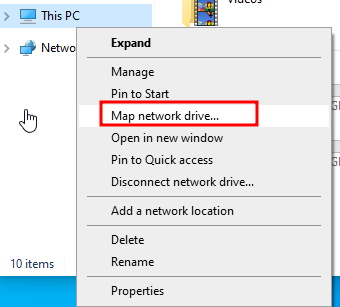 This PC
Videos
Netwo
Expand
Manage
Pin to Start
Map network drive...
Open in new window
Pin to Quick access
Disconnect network drive...
Add a network location
Delete
Rename
10 items
Properties